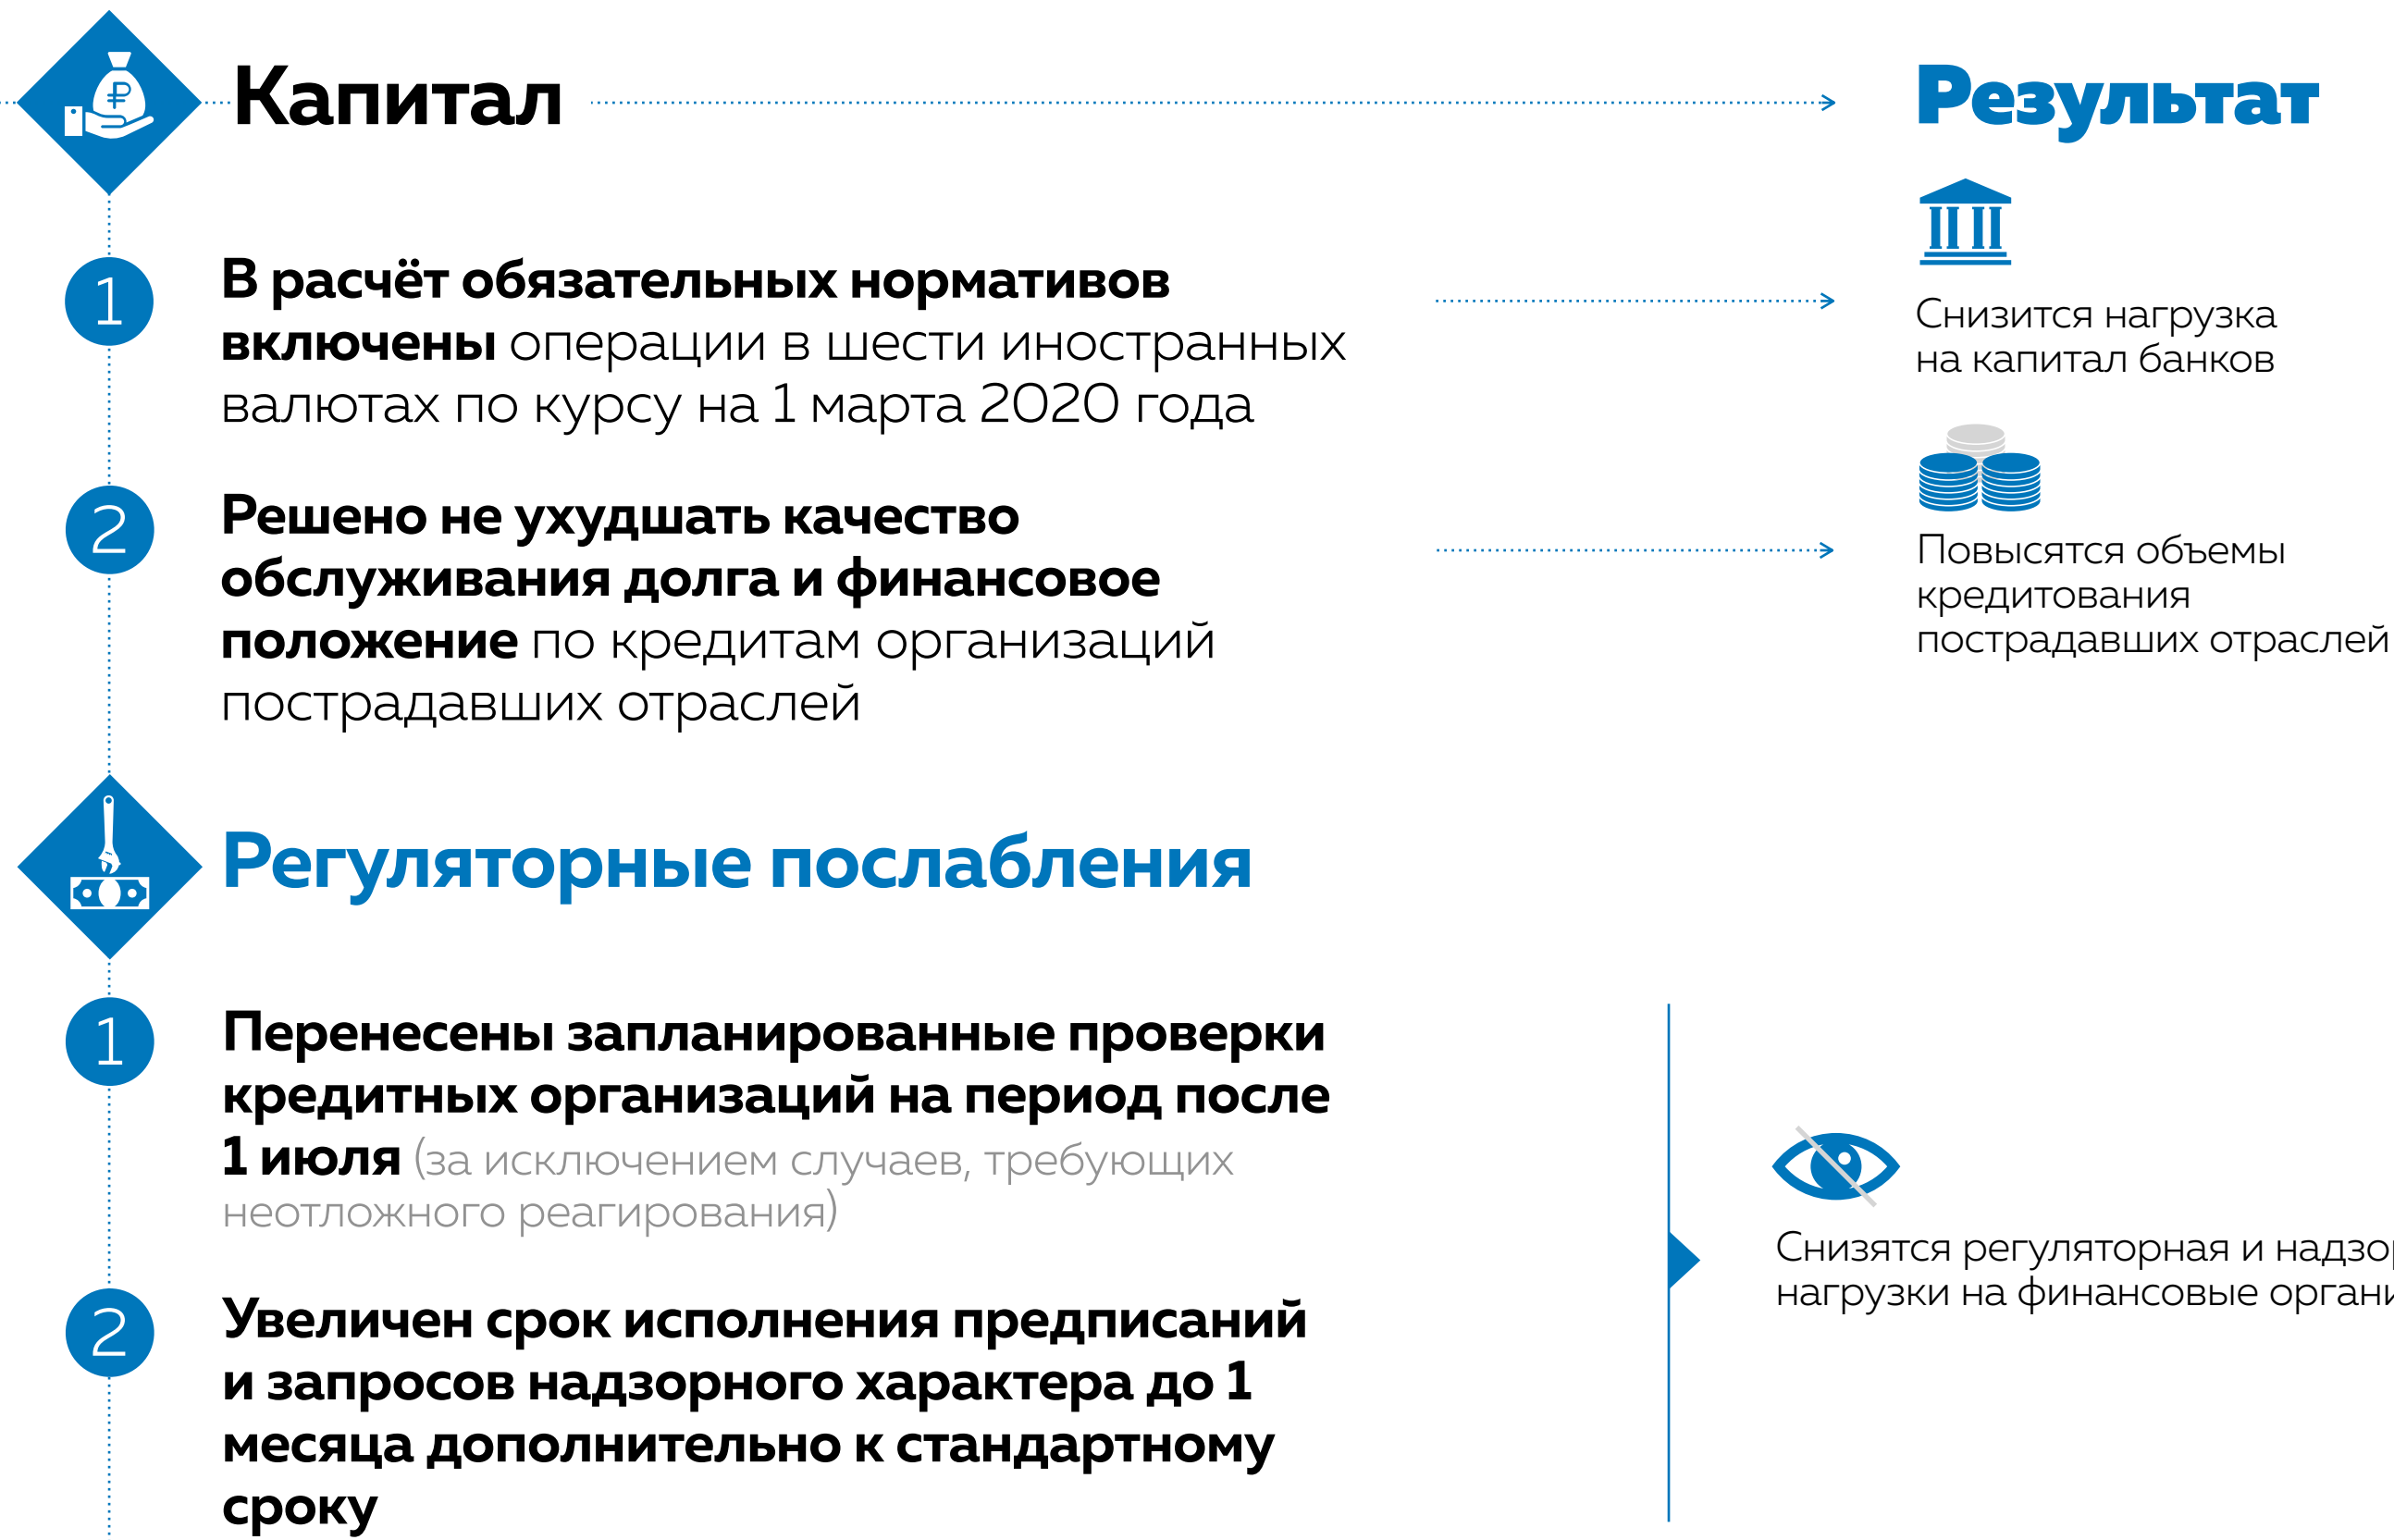 Капитал
Результат
1
В расчёт обязательных нормативов
включены операции в шести иностранных
валютах по курсу на 1 марта 2020 года
Снизится нагрузка
на капитал банков
2
Решено не ухудшать качество
обслуживания долга и финансовое
положение по кредитам организаций
пострадавших отраслей
Повысятся объемы
кредитования
пострадавших отраслей
Регуляторные послабления
1
Перенесены запланированные проверки
кредитных организаций на период после
1 июля (за исключением случаев, требующих
неотложного реагирования)
Снизятся регуляторная и
нагрузки на финансовые
2
Увеличен срок исполнения предписаний
и запросов надзорного характера до 1
месяца дополнительно к стандартному
сроку